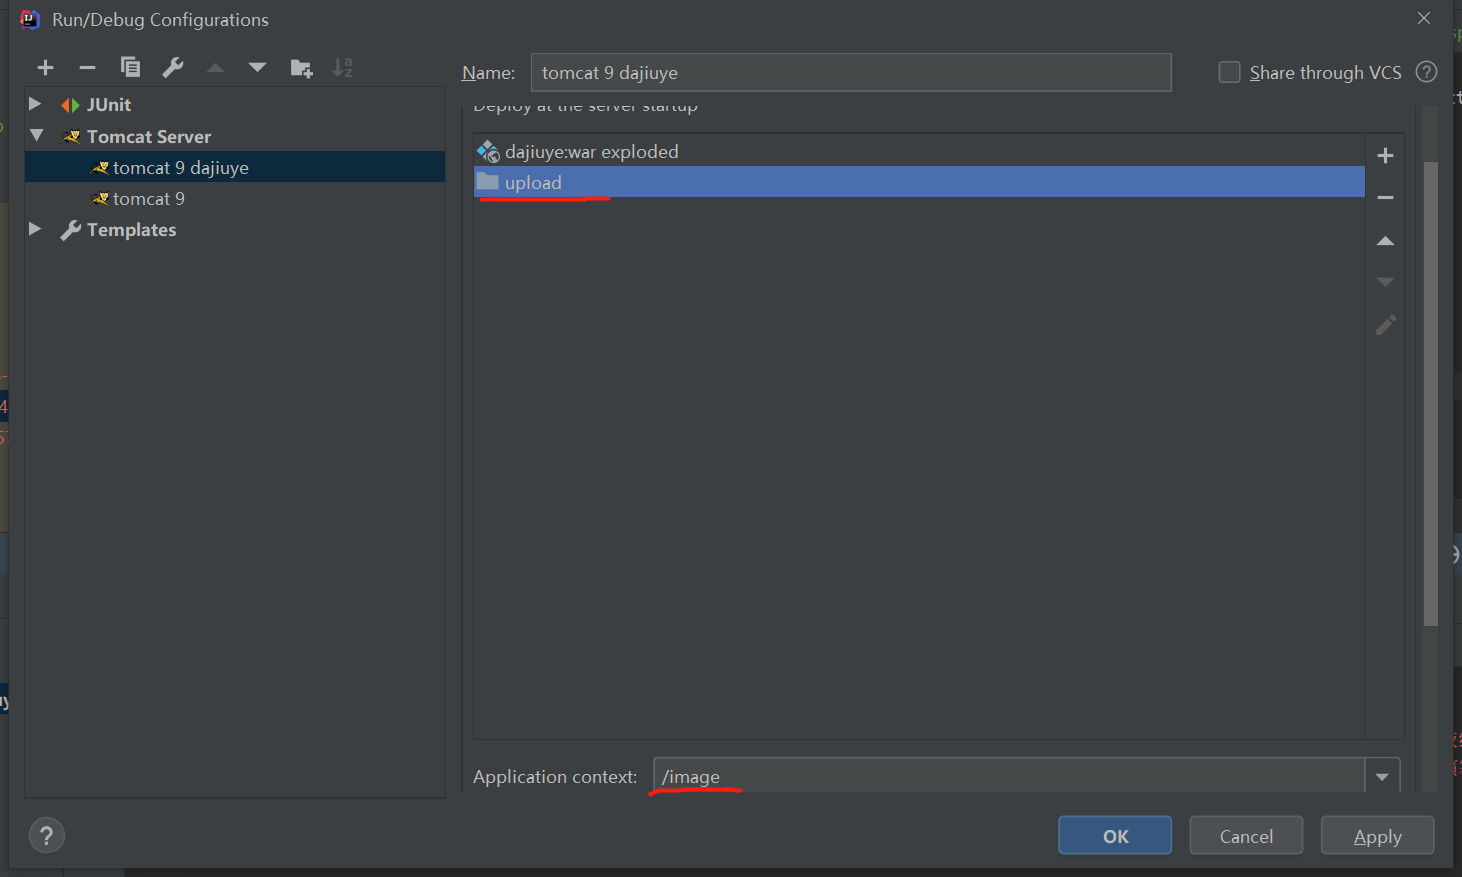 Run/Debug Configurations
Name: tomcat 9 dajiuye
Share through VCS
JUnit
Tomcat Server
tomcat 9 dajiuye
tomcat 9
Templates
Deploy at the server startup
dajiuye:war exploded
upload
Application context: /image
OK
Cancel
Apply